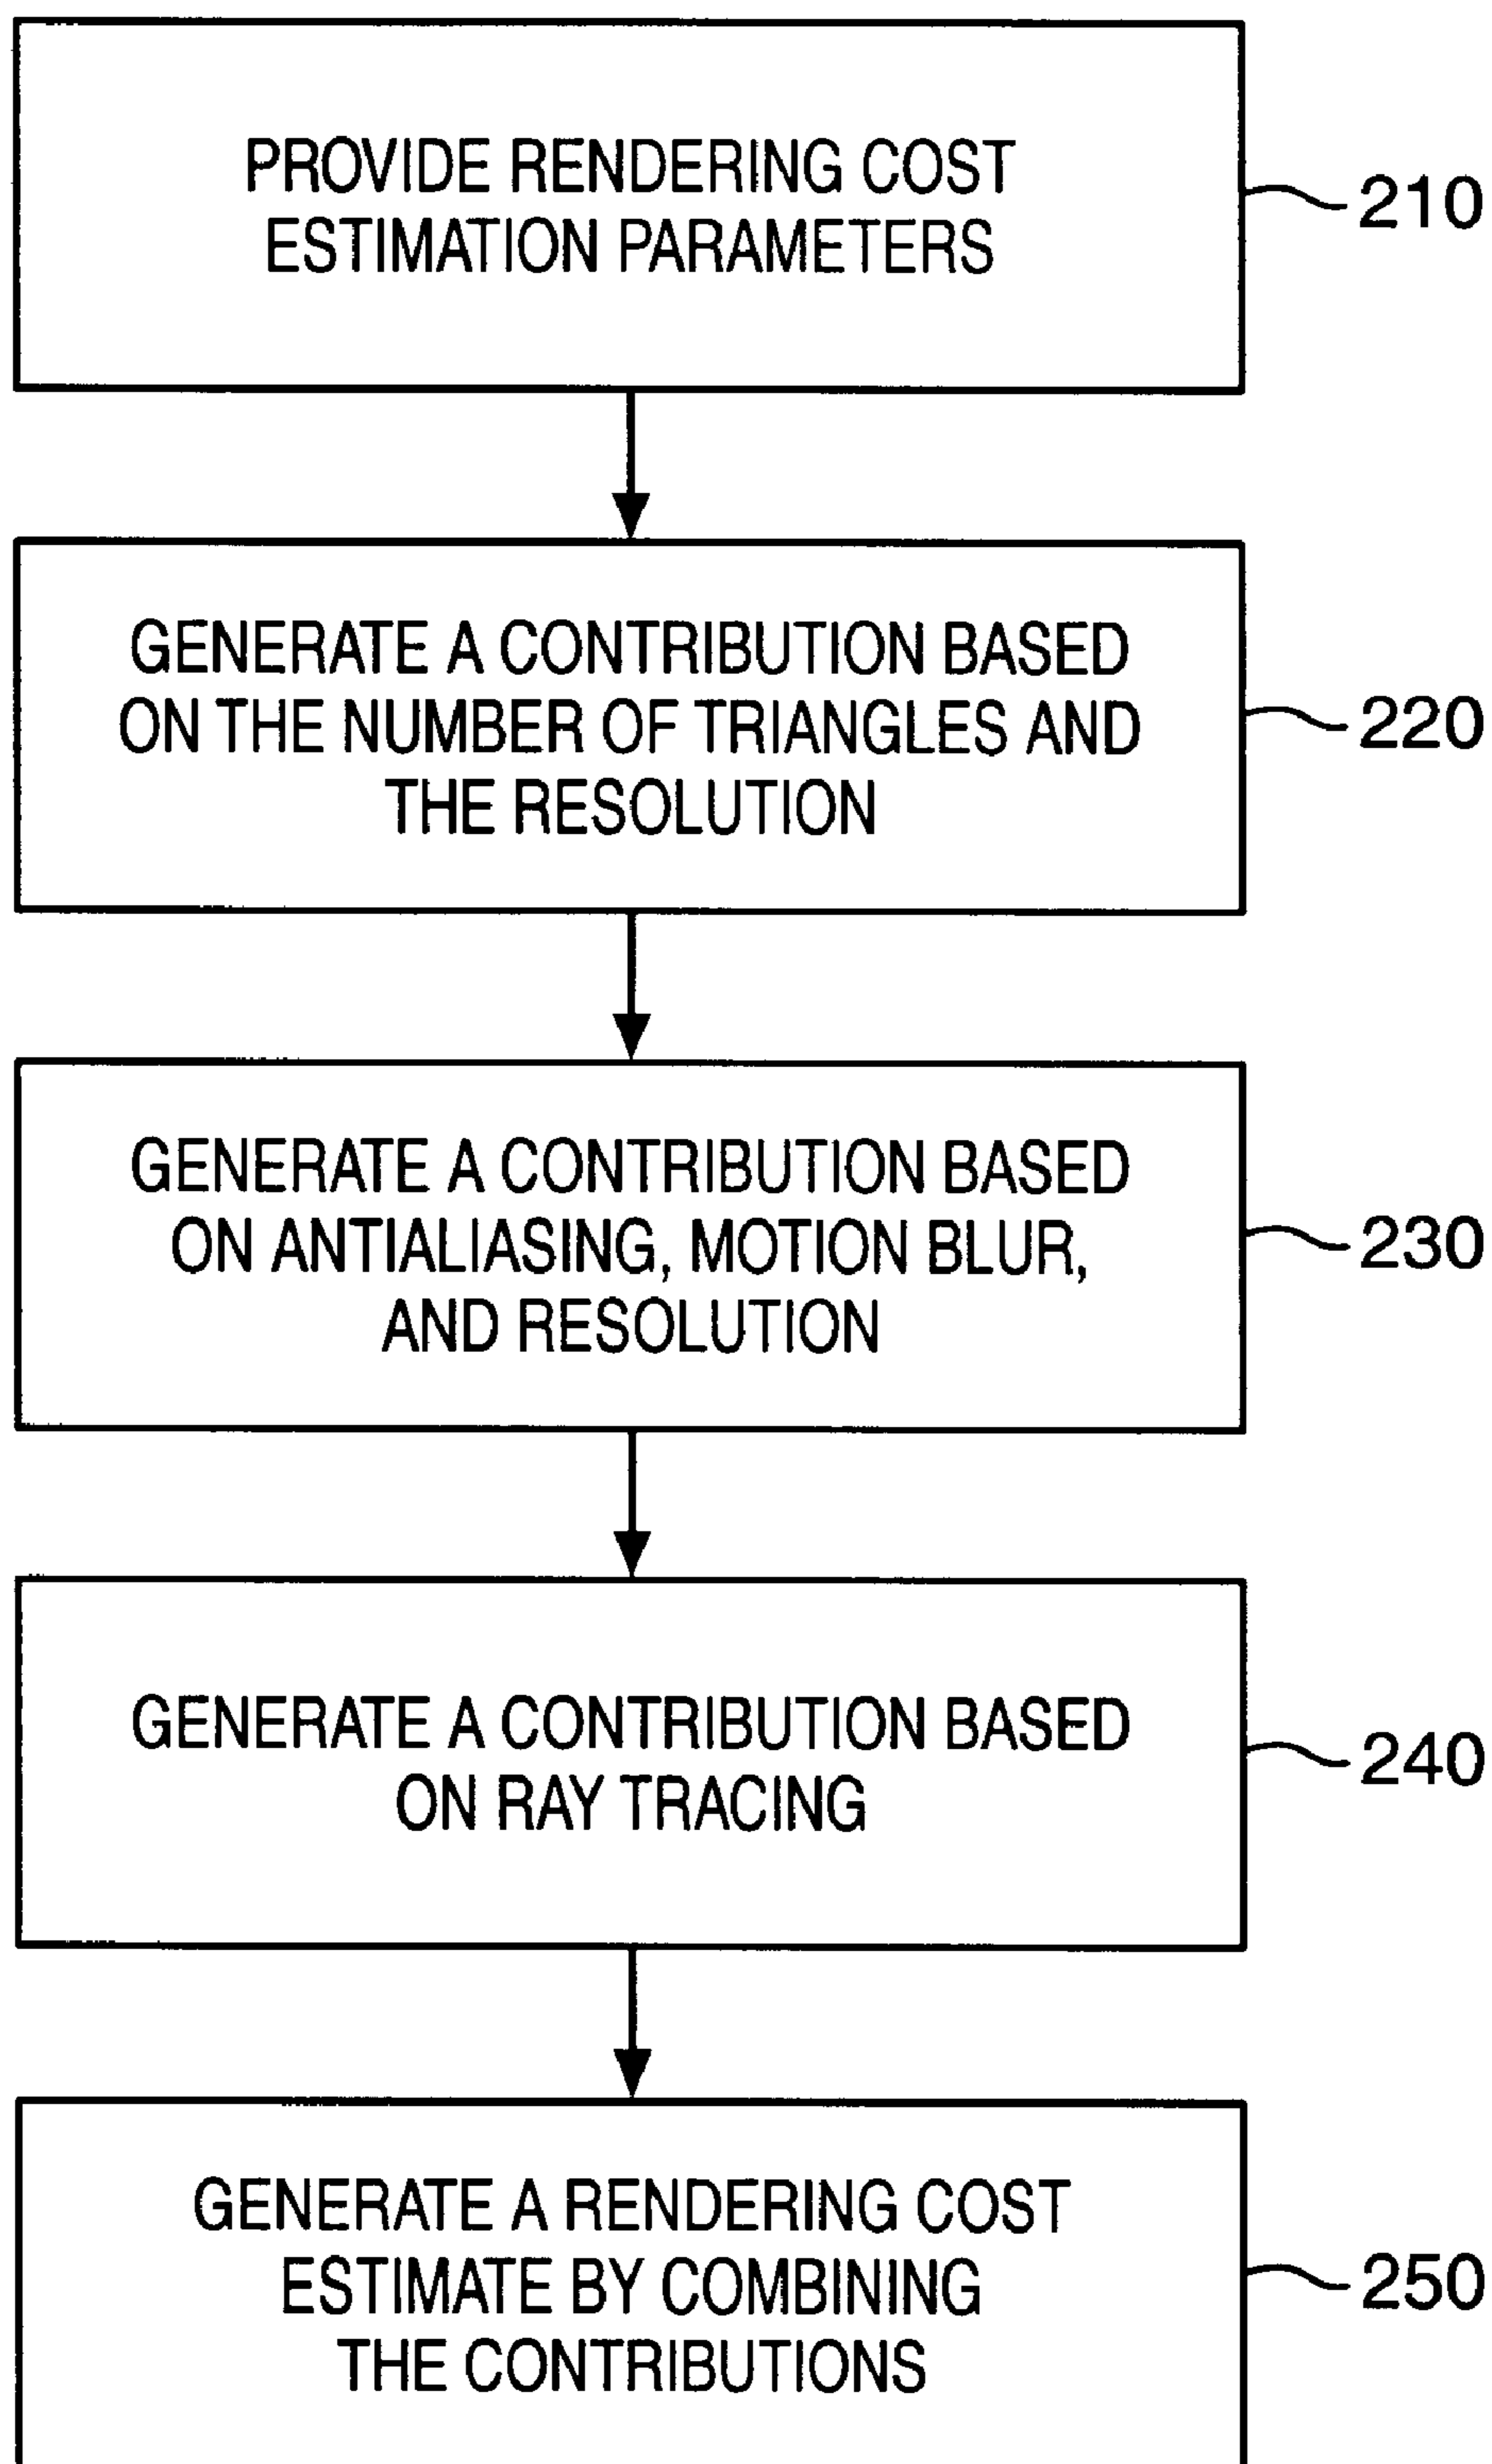 PROVIDE RENDERING COST
ESTIMATION PARAMETERS
210
GENERATE A CONTRIBUTION BASED
ON THE NUMBER OF TRIANGLES AND
THE RESOLUTION
220
GENERATE A CONTRIBUTION BASED
ON ANTIALIASING, MOTION BLUR,
AND RESOLUTION
230
GENERATE A CONTRIBUTION BASED
ON RAY TRACING
240
GENERATE A RENDERING COST
ESTIMATE BY COMBINING
THE CONTRIBUTIONS
250